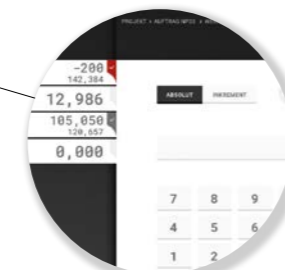 PROJEKT > AUFTRAG
-200
142,384
12,986
105,050
120,657
0,000
ABSOLUT INKREMENT
7 8 9
4 5 6
1 2